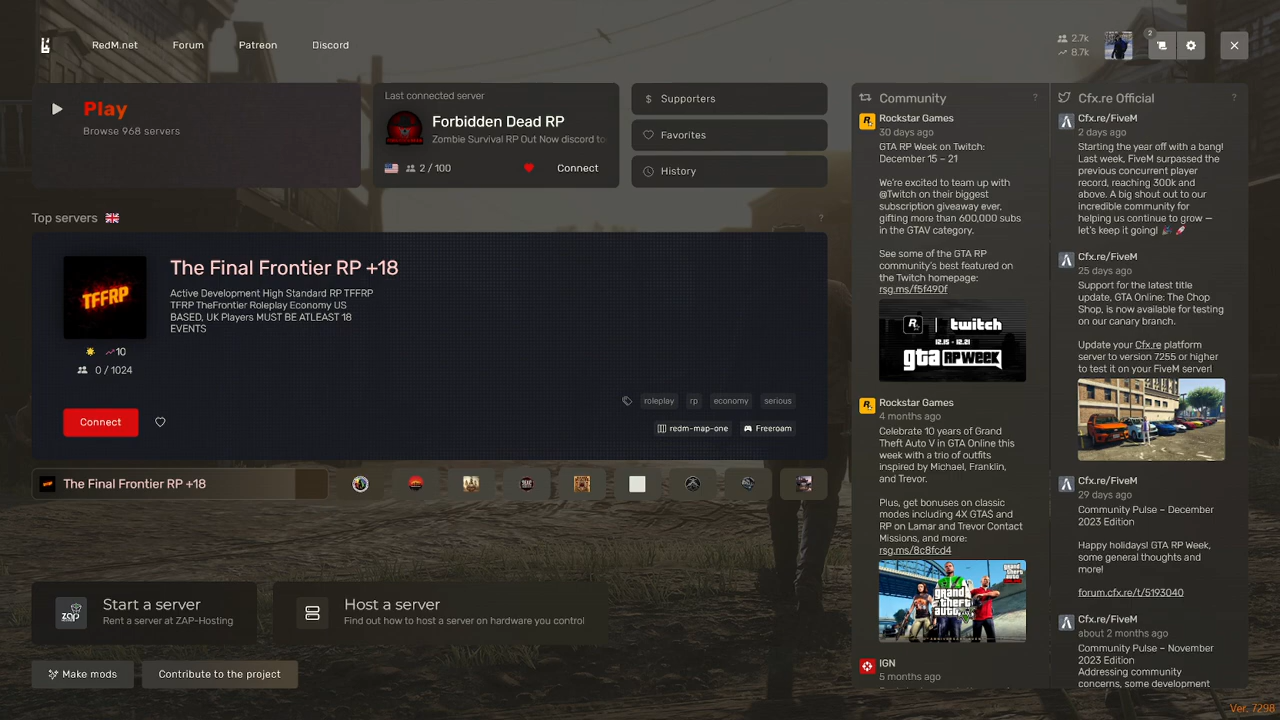 RedM.net
Forum
Patreon
Discord
2.7k
8.7k
2
Play
Browse 968 servers
Last connected server
Forbidden Dead RP
Zombie Survival RP Out Now discord to
2 / 100
Connect
Supporters
Favorites
History
Top servers
?
TFFRP
The Final Frontier RP +18
Active Development High Standard RP TFFRP
TFRP TheFrontier Roleplay Economy US
BASED, UK Players MUST BE ATLEAST 18
EVENTS
10
0 / 1024
Connect
roleplay
rp
economy
serious
redm-map-one
Freeroam
The Final Frontier RP +18
zap
Start a server
Rent a server at ZAP-Hosting
Host a server
Find out how to host a server on hardware you control
Make mods
Contribute to the project
Community
?
Rockstar Games
30 days ago
GTA RP Week on Twitch:
December 15 – 21
We're excited to team up with
@Twitch on their biggest
subscription giveaway ever,
gifting more than 600,000 subs
in the GTAV category.
See some of the GTA RP
community's best featured on
the Twitch homepage:
rsg.ms/f5f490f
twitch
12.15 - 12.21
gta RP WEEK
Rockstar Games
4 months ago
Celebrate 10 years of Grand
Theft Auto V in GTA Online this
week with a trio of outfits
inspired by Michael, Franklin,
and Trevor.
Plus, get bonuses on classic
modes including 4X GTA$ and
RP on Lamar and Trevor Contact
Missions, and more:
rsg.ms/8c8fcd4
grand
theft
auto
IGN
5 months ago
Cfx.re Official
?
Cfx.re/FiveM
2 days ago
Starting the year off with a bang!
Last week, FiveM surpassed the
previous concurrent player
record, reaching 300k and
above. A big shout out to our
incredible community for
helping us continue to grow —
let's keep it going! 🎉 🚀
Cfx.re/FiveM
25 days ago
Support for the latest title
update, GTA Online: The Chop
Shop, is now available for testing
on our canary branch.
Update your Cfx.re platform
server to version 7255 or higher
to test it on your FiveM server!
Cfx.re/FiveM
29 days ago
Community Pulse – December
2023 Edition
Happy holidays! GTA RP Week,
some general thoughts and
more!
forum.cfx.re/t/5193040
Cfx.re/FiveM
about 2 months ago
Community Pulse – November
2023 Edition
Addressing community
concerns, some development
Ver. 7298